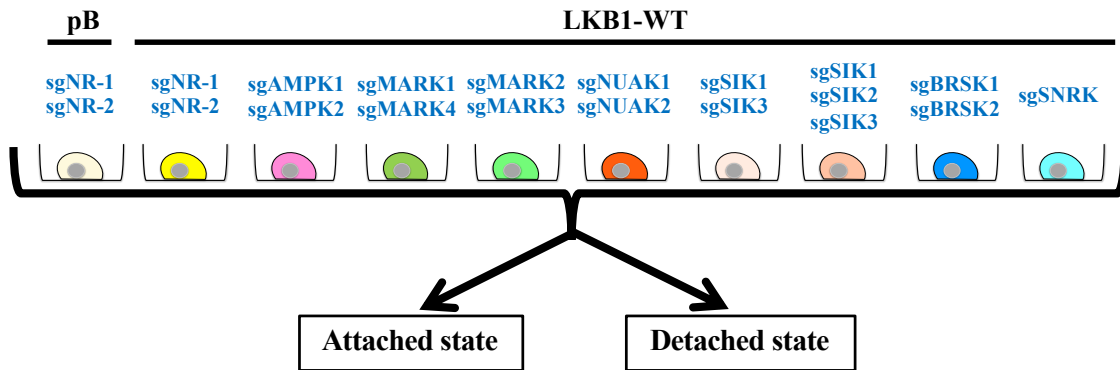 pB LKB1-WT
sgNR-1
sgNR-2
sgNR-1
sgNR-2
sgAMPK1
sgAMPK2
sgMARK1
sgMARK4
sgMARK2
sgMARK3
sgNUAK1
sgNUAK2
sgSIK1
sgSIK3
sgSIK1
sgSIK2
sgSIK3
sgBRSK1
sgBRSK2
sgSNRK
Attached state
Detached state